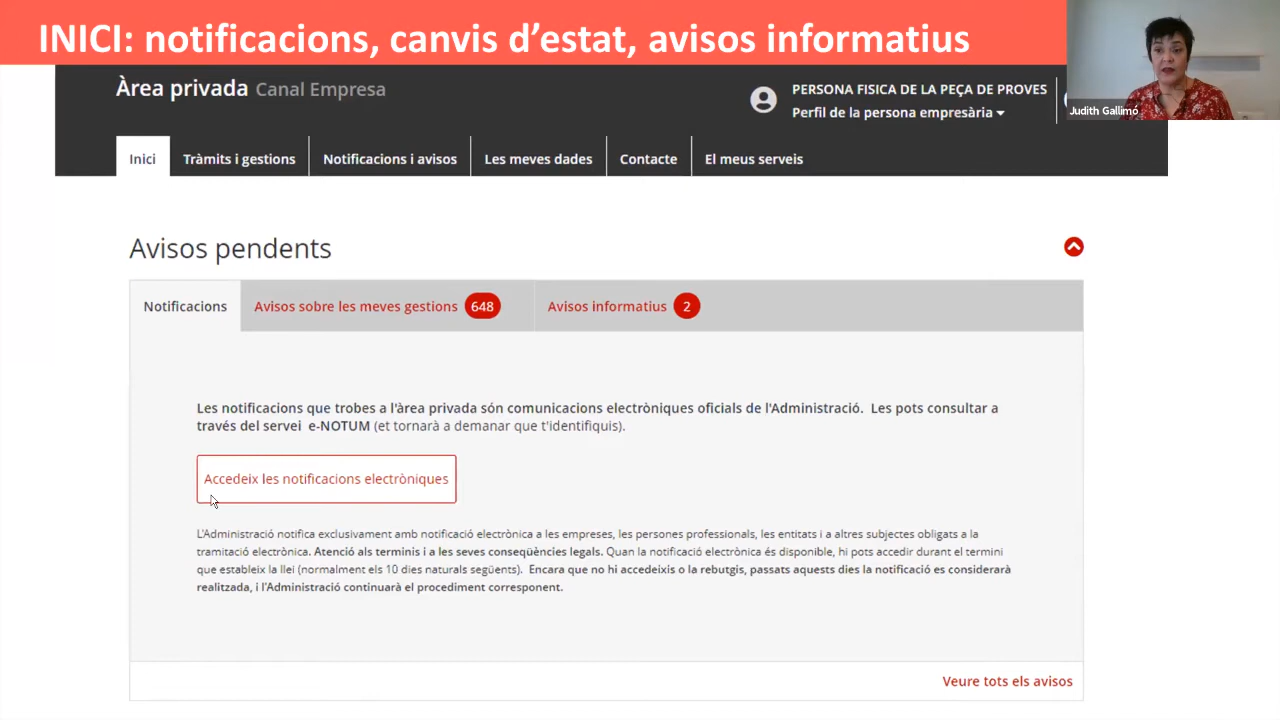 INICI: notificacions, canvis d'estat, avisos informatius
Judith Gallimó
Àrea privada Canal Empresa
PERSONA FISICA DE LA PEÇA DE PROVES
Perfil de la persona empresària
Inici
Tràmits i gestions
Notificacions i avisos
Les meves dades
Contacte
El meus serveis
Avisos pendents
Notificacions
Avisos sobre les meves gestions 648
Avisos informatius 2
Les notificacions que trobes a l'àrea privada són comunicacions electròniques oficials de l'Administració. Les pots consultar a
través del servei e-NOTUM (et tornarà a demanar que t'identifiquis).
Accedeix les notificacions electròniques
L'Administració notifica exclusivament amb notificació electrònica a les empreses, les persones professionals, les entitats i a altres subjectes obligats a la
tramitació electrònica. Atenció als terminis i a les seves conseqüències legals. Quan la notificació electrònica és disponible, hi pots accedir durant el termini
que estableix la llei (normalment els 10 dies naturals següents). Encara que no hi accedeixis o la rebutgis, passats aquests dies la notificació es considerarà
realitzada, i l'Administració continuarà el procediment corresponent.
Veure tots els avisos